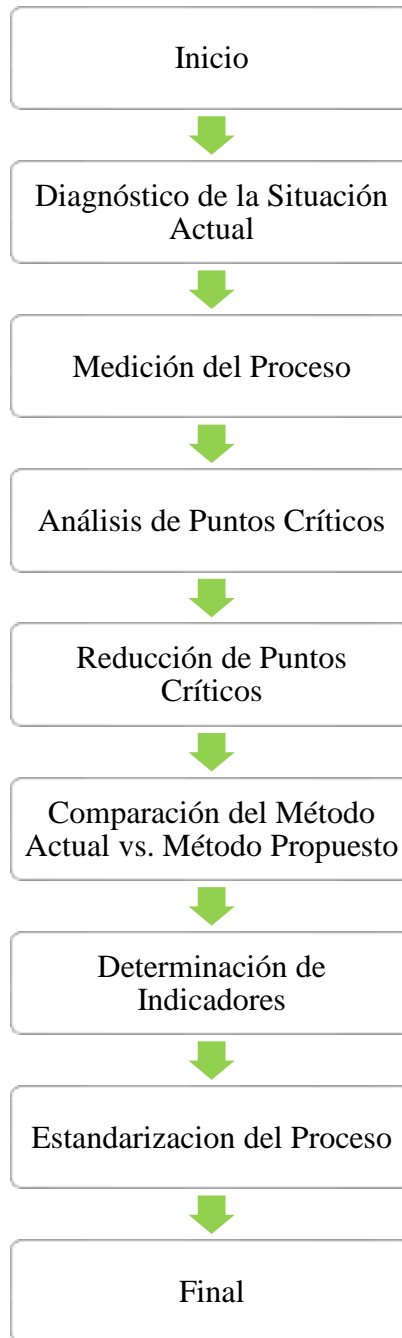 Inicio
Diagnóstico de la Situación
Actual
Medición del Proceso
Análisis de Puntos Críticos
Reducción de Puntos
Críticos
Comparación del Método
Actual vs. Método Propuesto
Determinación de
Indicadores
Estandarizacion del Proceso
Final